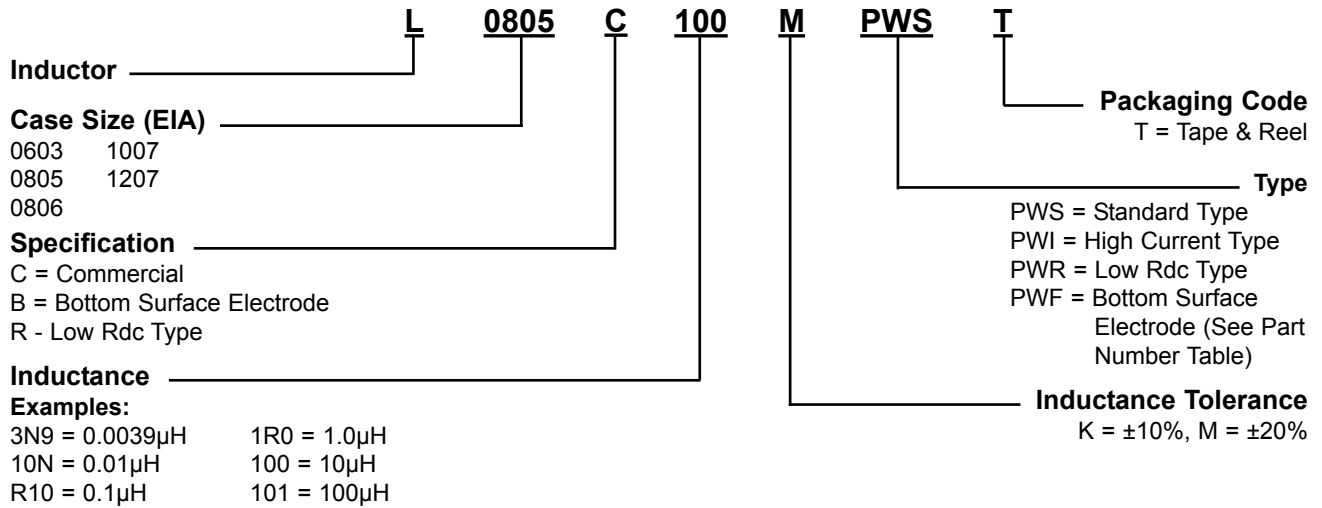 L 0805 C 100 M PWS T
Inductor
Case Size (EIA)
0603 1007
0805 1207
0806
Specification
C = Commercial
B = Bottom Surface Electrode
R - Low Rdc Type
Inductance
Examples:
3N9 = 0.0039µH 1R0 = 1.0µH
10N = 0.01µH 100 = 10µH
R10 = 0.1µH 101 = 100µH
Packaging Code
T = Tape & Reel
Type
PWS = Standard Type
PWI = High Current Type
PWR = Low Rdc Type
PWF = Bottom Surface
Electrode (See Part
Number Table)
Inductance Tolerance
K = ±10%, M = ±20%